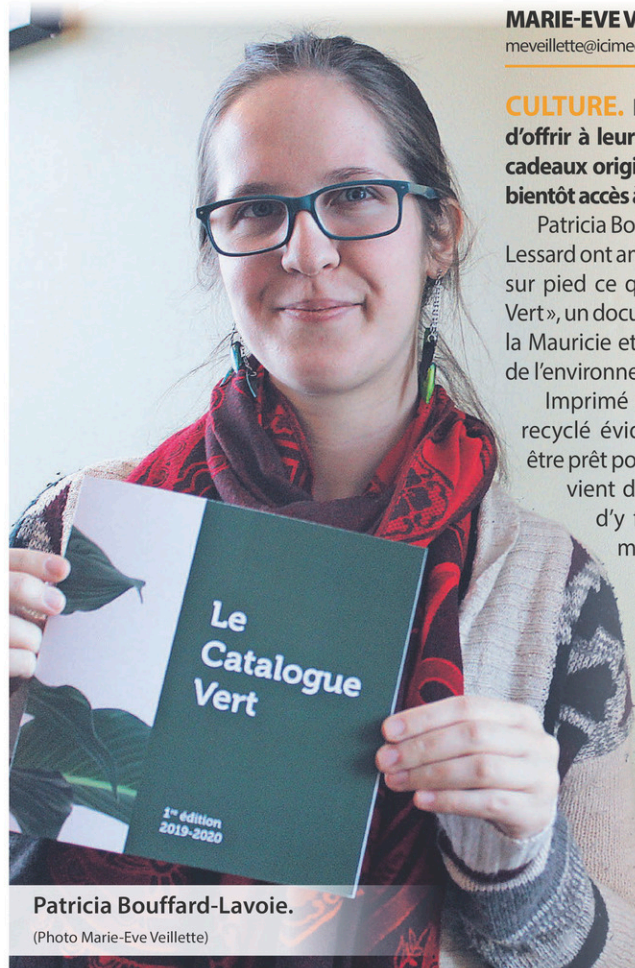 MARIE-EVE V
meveillette@icime
CULTURE.
d'offrir à leur
cadeaux origi
bientôt accès
Patricia Bo
Lessard ont an
sur pied ce q
Vert», un docu
la Mauricie et
de l'environne
Imprimé
recyclé évid
être prêt po
vient d
d'y
m
Le
Catalogue
Vert
1re édition
2019-2020
Patricia Bouffard-Lavoie.
(Photo Marie-Eve Veillette)